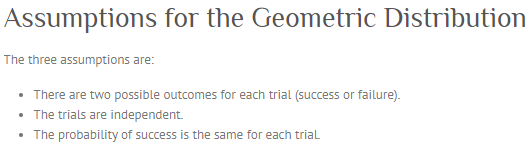 Assumptions for the Geometric Distribution
The three assumptions are:
• There are two possible outcomes for each trial (success or failure).
• The trials are independent.
• The probability of success is the same for each trial.